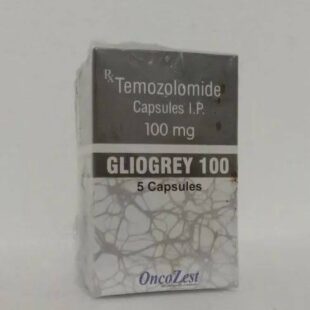 Rx Temozolomide
Capsules I.P.
100 mg
GLIOGREY 100
5 Capsules
OncoZest